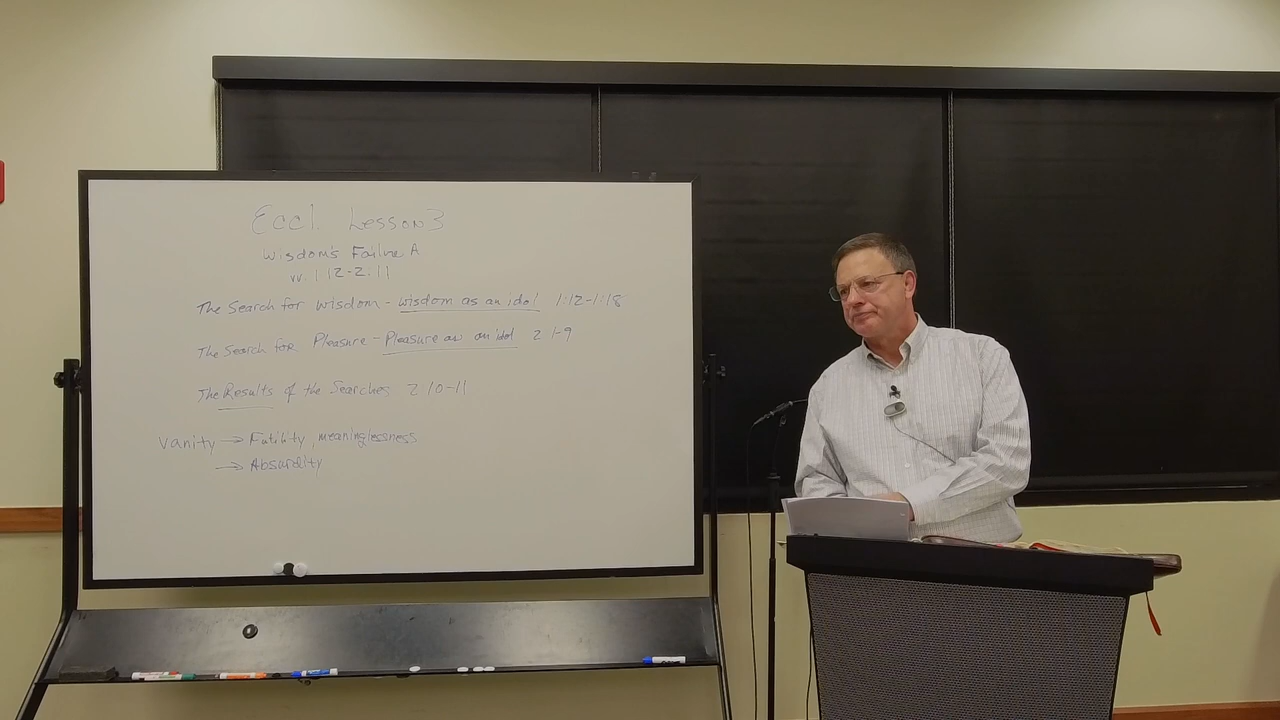 Eccl. Lesson 3
Wisdom's Failure A
vv 1:12-2:11
The Search for wisdom - wisdom as an idol 1:12-1:18
The Search for Pleasure - Pleasure as an idol 2 1-9
The Results of the Searches 2 10-11
Vanity → Futility, meaninglessness
→ Absurdity